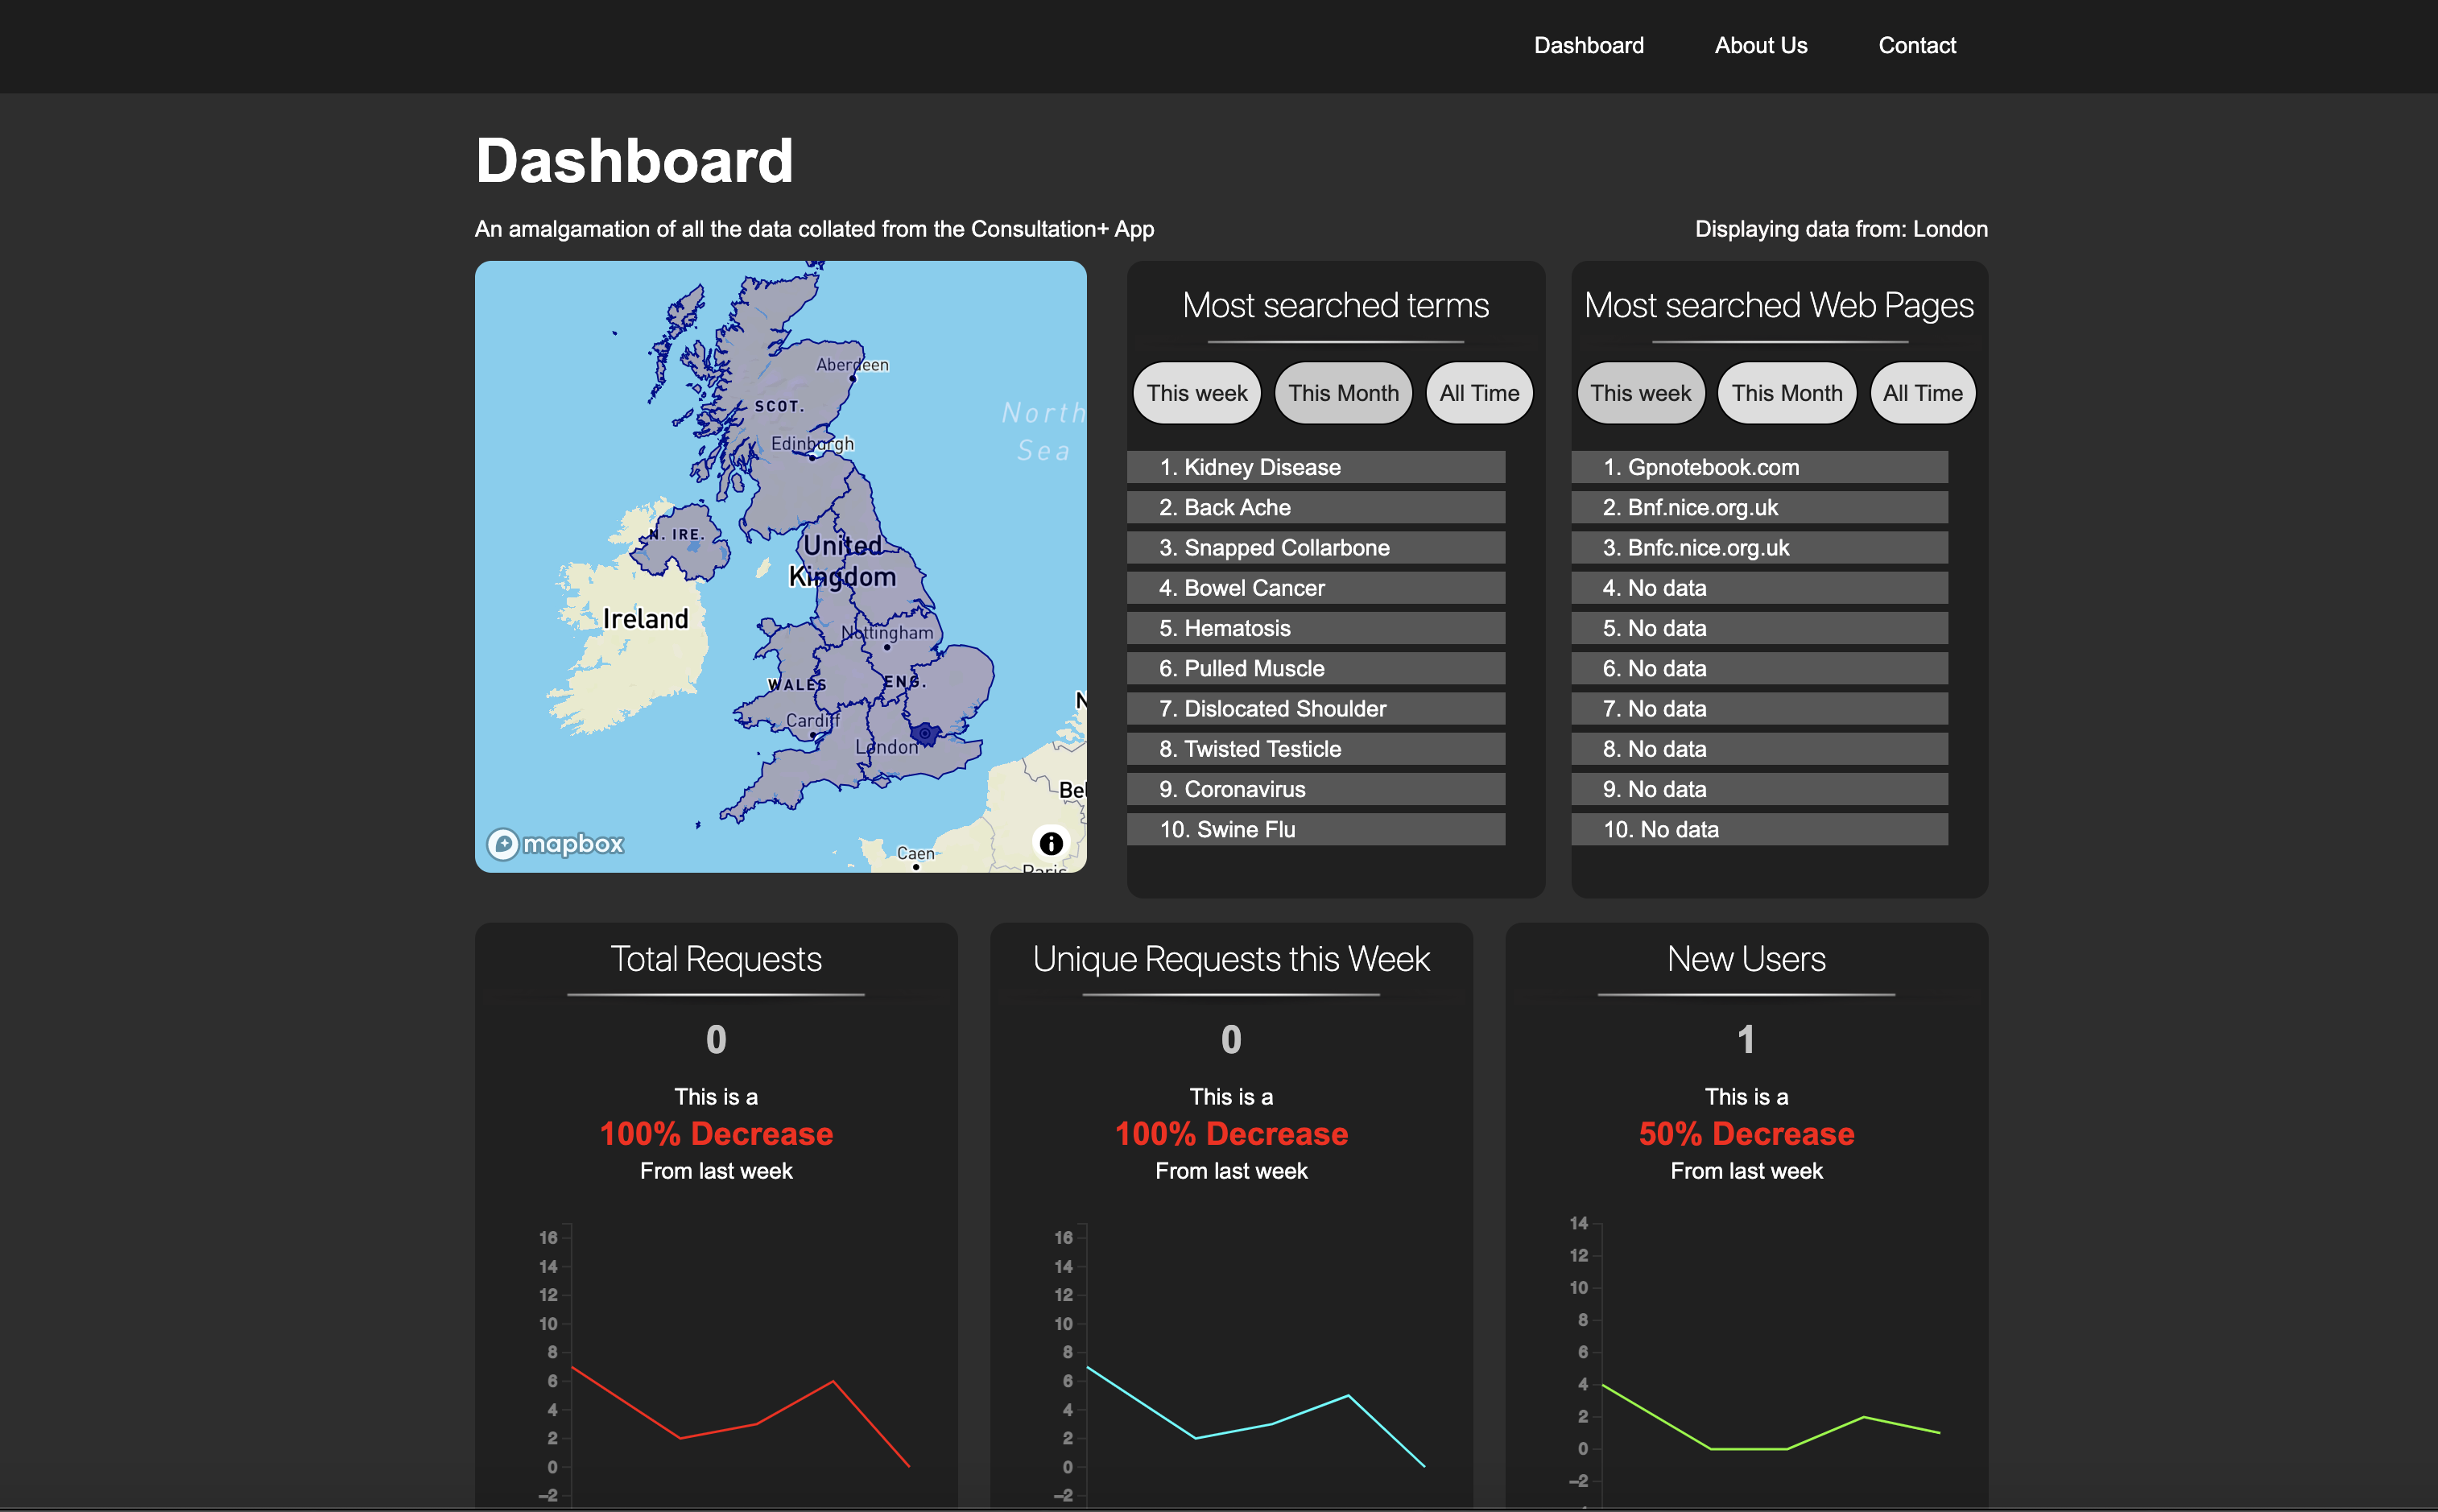 Dashboard
About Us
Contact
Dashboard
An amalgamation of all the data collated from the Consultation+ App
Displaying data from: London
Aberdeen
SCOT.
North
Sea
Edinburgh
N. IRE.
United
Kingdom
Ireland
Nottingham
WALES
ENG.
Cardiff
London
N
Bel
mapbox
Caen
Paris
Most searched terms
This week
This Month
All Time
1. Kidney Disease
2. Back Ache
3. Snapped Collarbone
4. Bowel Cancer
5. Hematosis
6. Pulled Muscle
7. Dislocated Shoulder
8. Twisted Testicle
9. Coronavirus
10. Swine Flu
Most searched Web Pages
This week
This Month
All Time
1. Gpnotebook.com
2. Bnf.nice.org.uk
3. Bnfc.nice.org.uk
4. No data
5. No data
6. No data
7. No data
8. No data
9. No data
10. No data
Total Requests
0
This is a
100% Decrease
From last week
16
14
12
10
8
6
4
2
0
−2
Unique Requests this Week
0
This is a
100% Decrease
From last week
16
14
12
10
8
6
4
2
0
−2
New Users
1
This is a
50% Decrease
From last week
14
12
10
8
6
4
2
0
−2